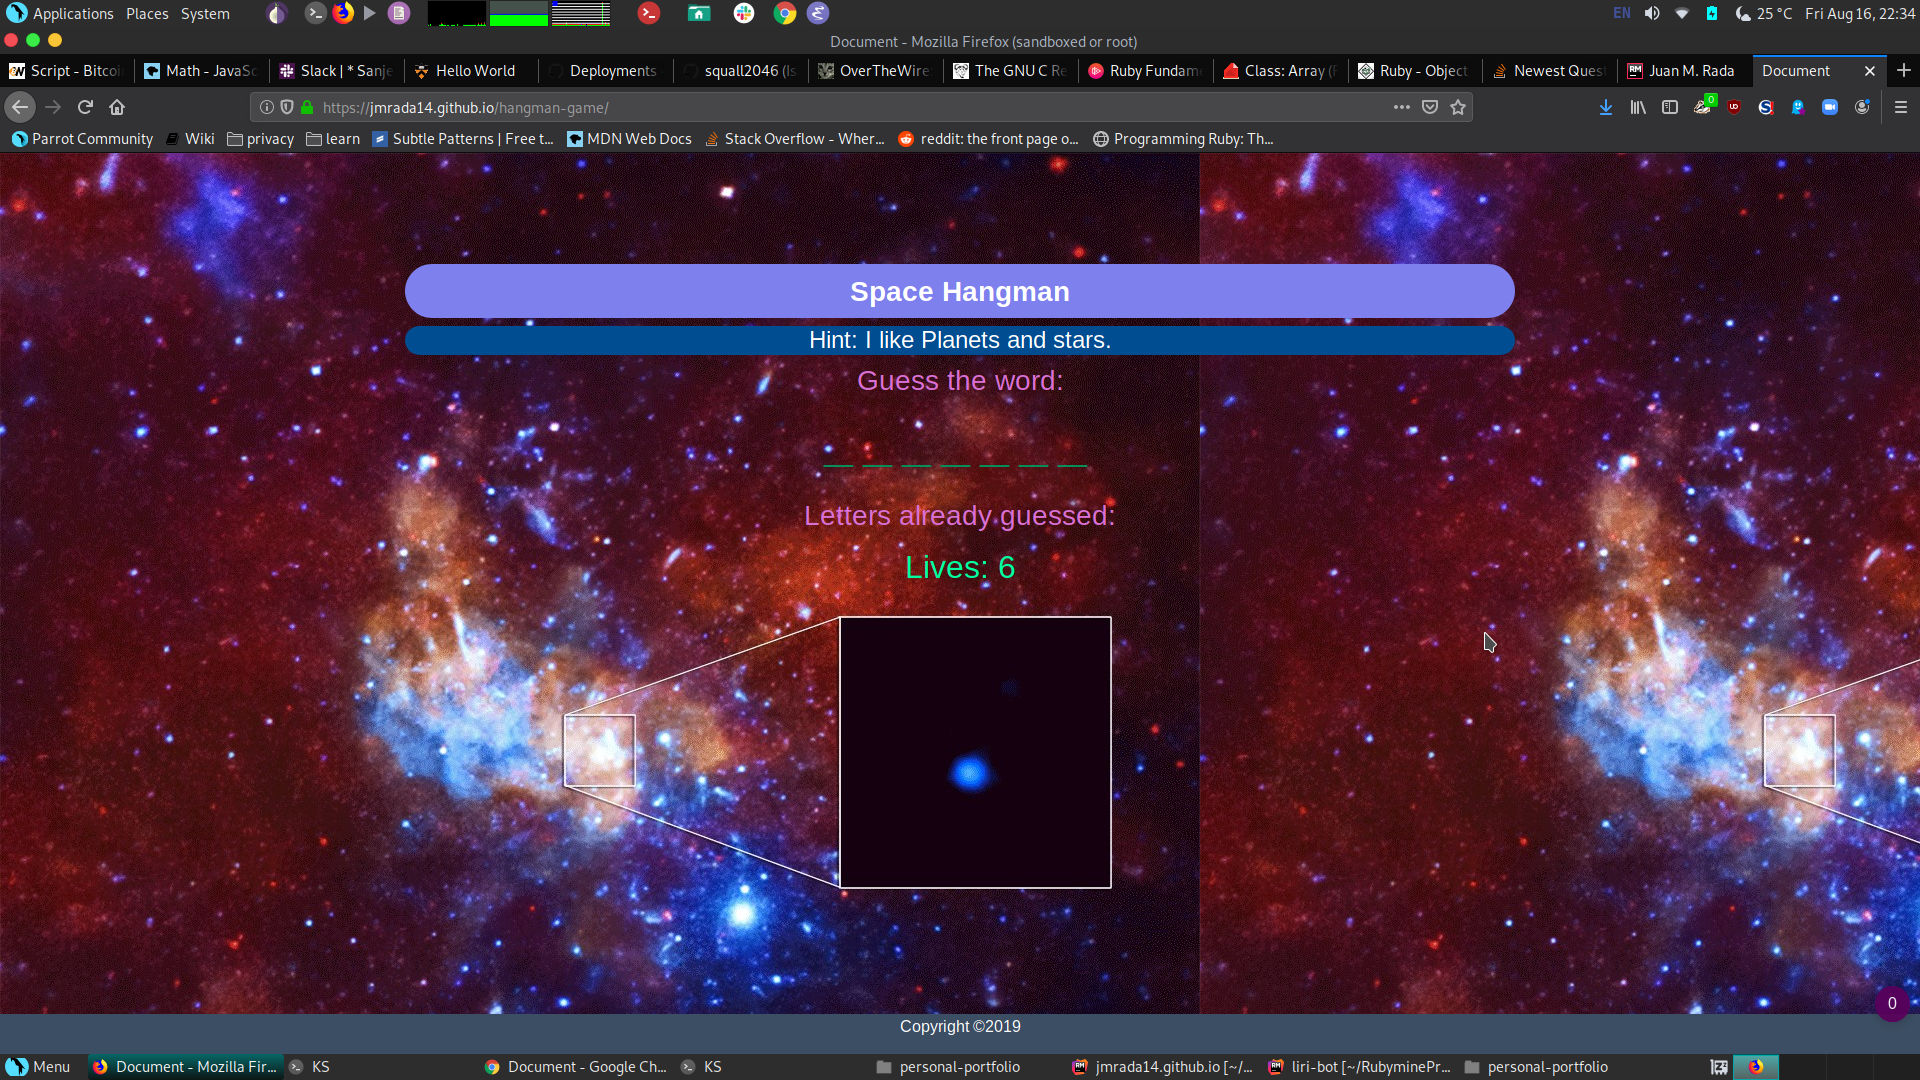 Applications Places System EN 25 °C Fri Aug 16, 22:34
Document - Mozilla Firefox (sandboxed or root)
Script - Bitcoi Math - JavaSc Slack | * Sanje Hello World Deployments squall2046 (Is OverTheWire The GNU C Re Ruby Fundam Class: Array (R Ruby - Object Newest Quest Juan M. Rada Document
https://jmrada14.github.io/hangman-game/ 0
Parrot Community Wiki privacy learn Subtle Patterns | Free t... MDN Web Docs Stack Overflow - Wher... reddit: the front page o... Programming Ruby: Th...
Space Hangman
Hint: I like Planets and stars.
Guess the word:
_ _ _ _ _ _ _
Letters already guessed:
Lives: 6
0
Copyright ©2019
Menu Document - Mozilla Fir... KS Document - Google Ch... KS personal-portfolio jmrada14.github.io [~/... liri-bot [~/RubyminePr... personal-portfolio